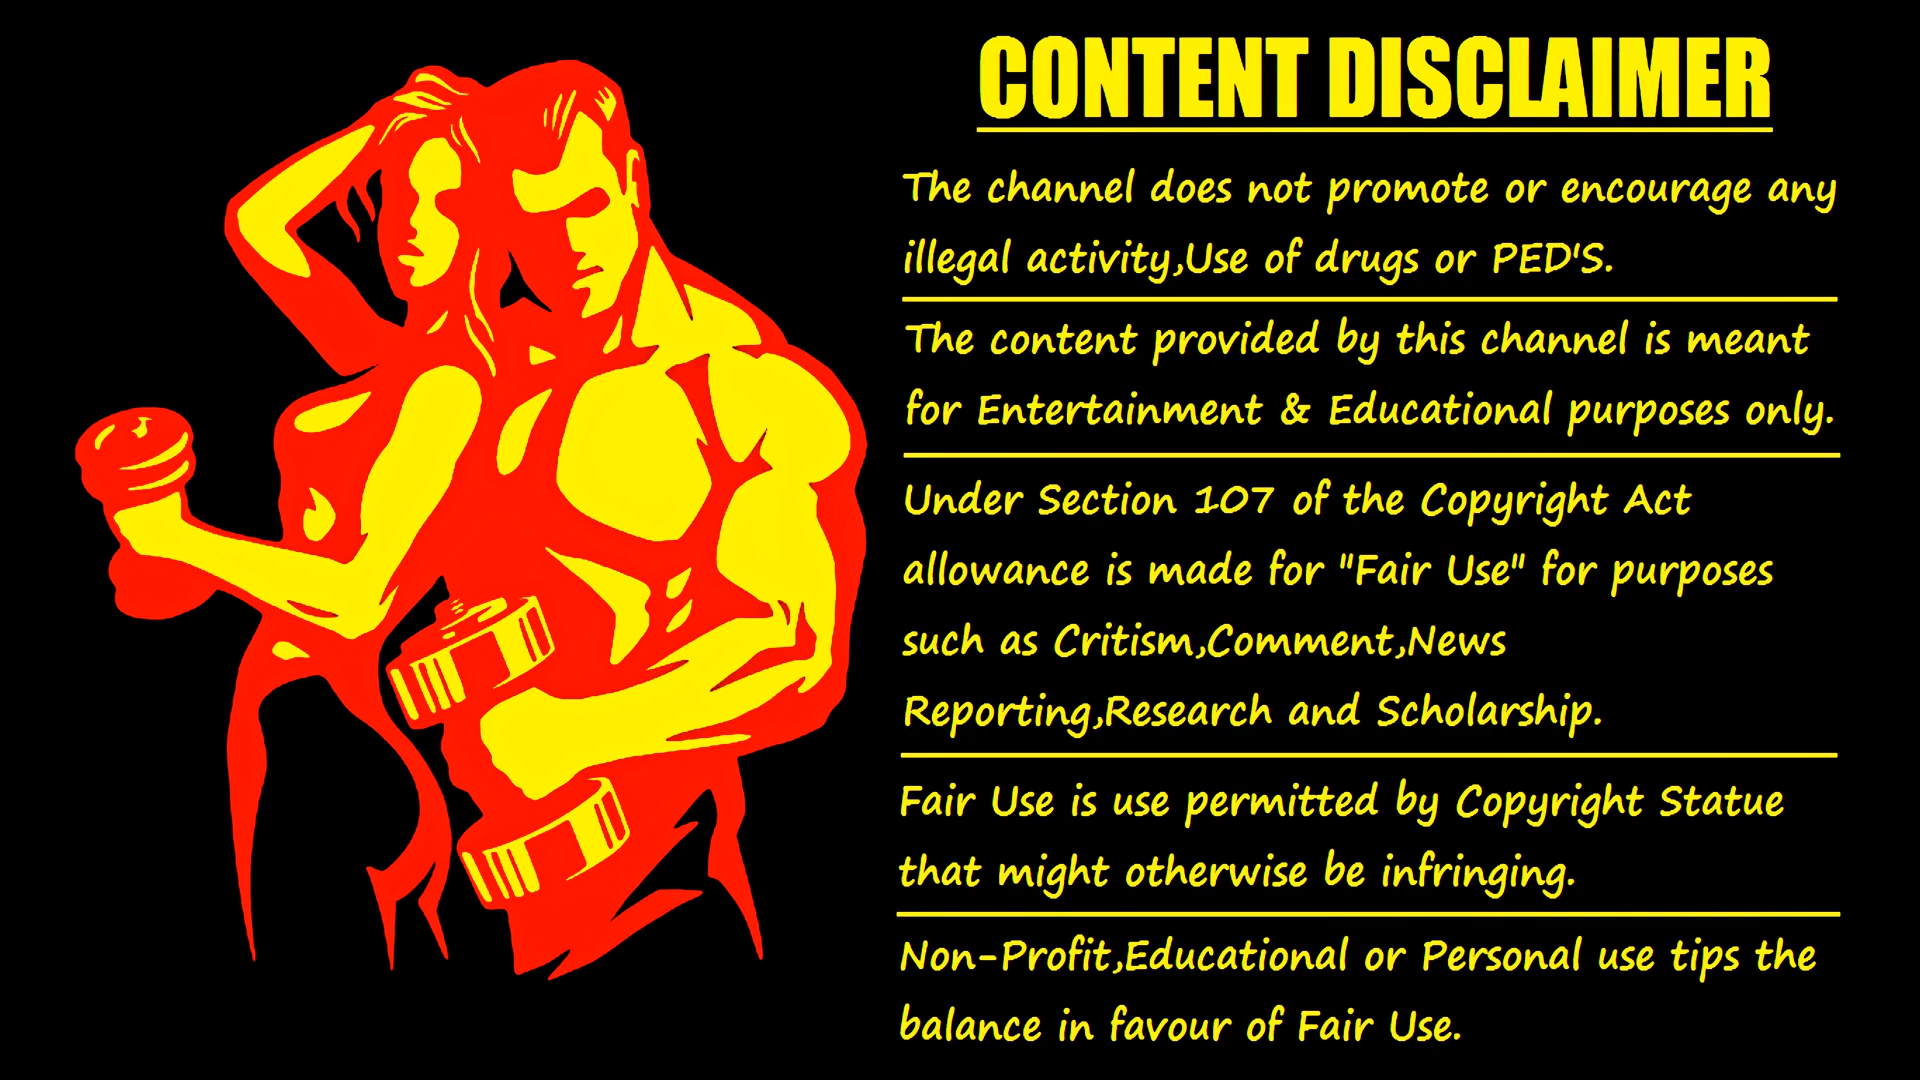 CONTENT DISCLAIMER
The channel does not promote or encourage any
illegal activity,Use of drugs or PED'S.
The content provided by this channel is meant
for Entertainment & Educational purposes only.
Under Section 107 of the Copyright Act
allowance is made for "Fair Use" for purposes
such as Critism,Comment,News
Reporting,Research and Scholarship.
Fair Use is use permitted by Copyright Statue
that might otherwise be infringing.
Non-Profit,Educational or Personal use tips the
balance in favour of Fair Use.